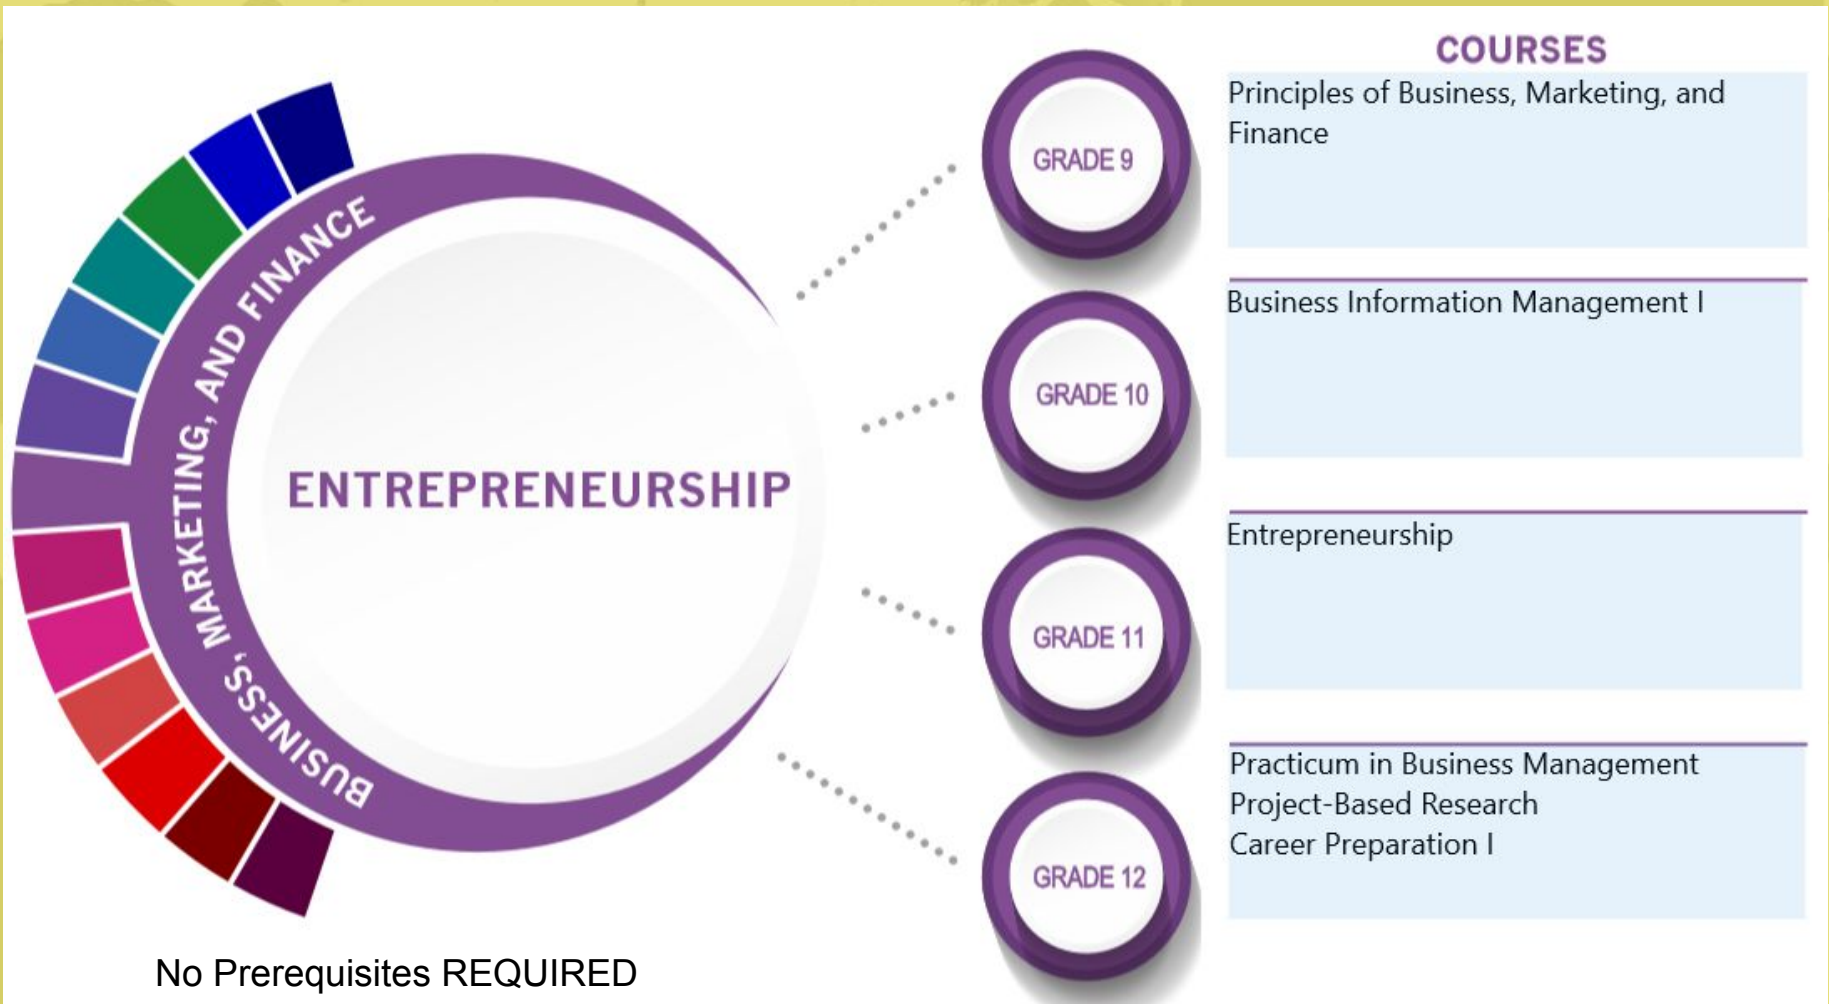 COURSES
BUSINESS, MARKETING, AND FINANCE
ENTREPRENEURSHIP
GRADE 9
Principles of Business, Marketing, and
Finance
GRADE 10
Business Information Management I
GRADE 11
Entrepreneurship
GRADE 12
Practicum in Business Management
Project-Based Research
Career Preparation I
No Prerequisites REQUIRED